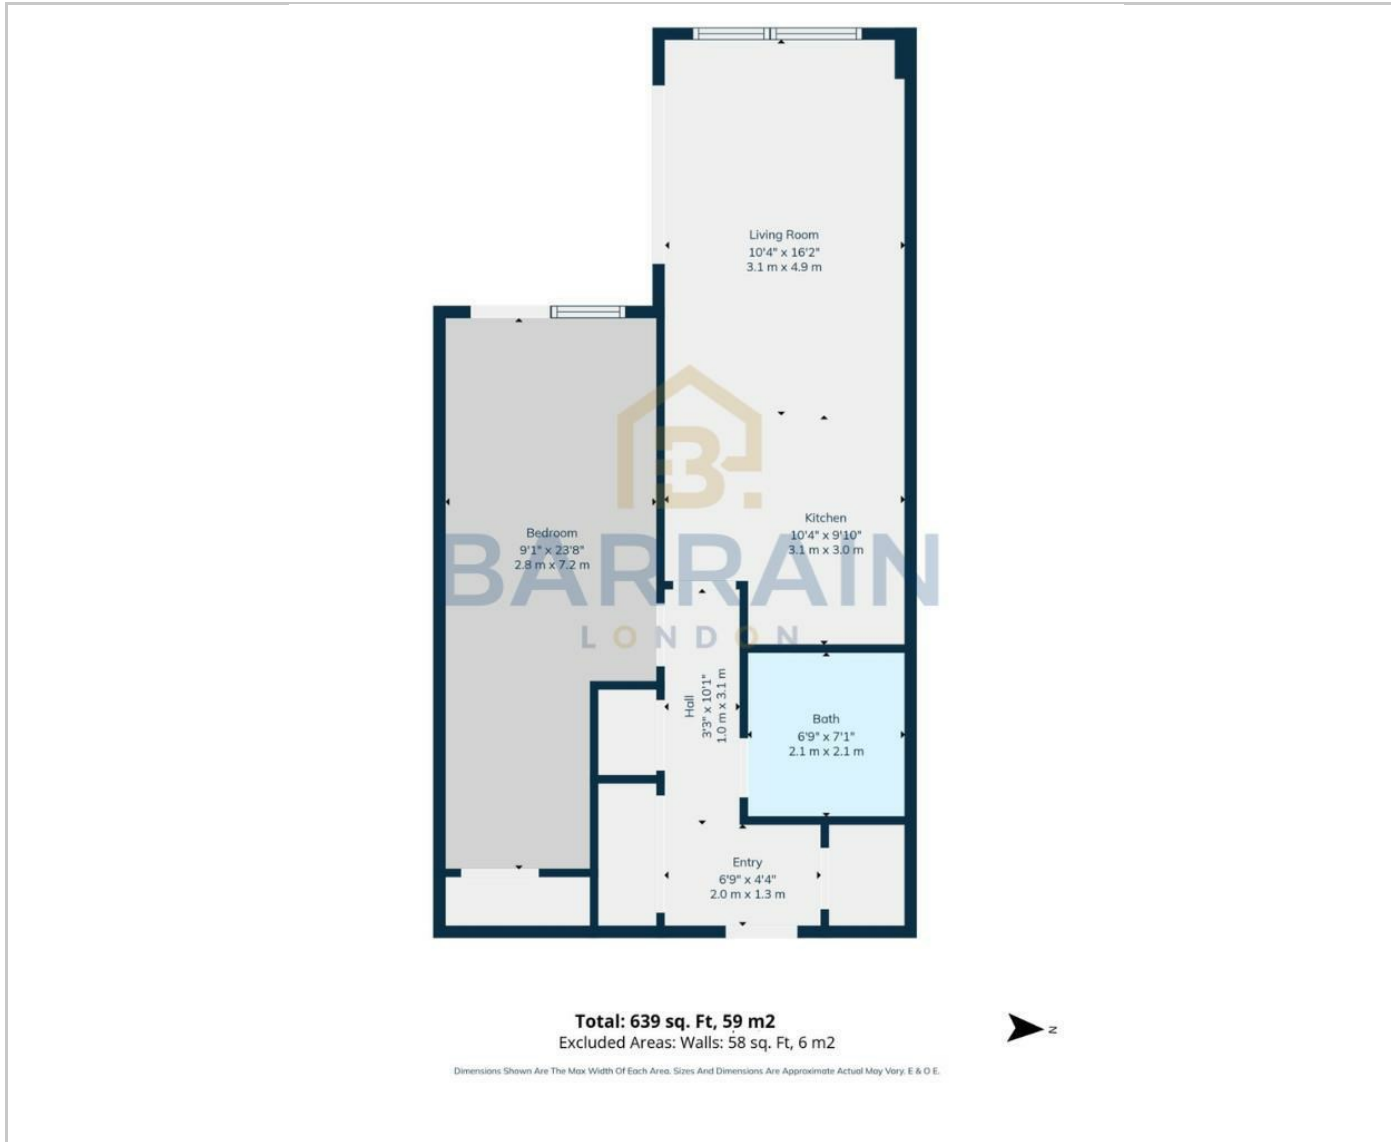 Living Room
10'4" x 16'2"
3.1 m x 4.9 m
Bedroom
9'1" x 23'8"
2.8 m x 7.2 m
Kitchen
10'4" x 9'10"
3.1 m x 3.0 m
B.
BARRAIN
LONDON
Hall
3'3" x 10'1"
1.0 m x 3.1 m
Bath
6'9" x 7'1"
2.1 m x 2.1 m
Entry
6'9" x 4'4"
2.0 m x 1.3 m
Total: 639 sq. Ft, 59 m2
Excluded Areas: Walls: 58 sq. Ft, 6 m2
N
Dimensions Shown Are The Max Width Of Each Area. Sizes And Dimensions Are Approximate Actual May Vary. E & O E.